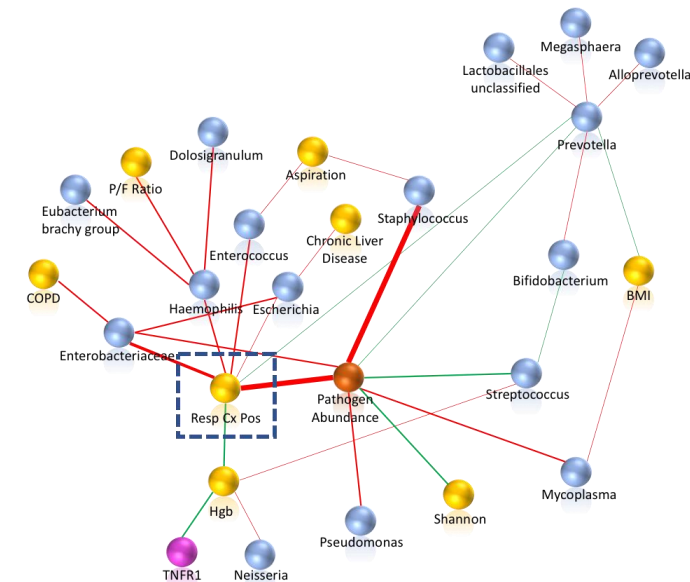 Megasphaera
Lactobacillales
unclassified
Alloprevotella
Prevotella
Dolosigranulum
P/F Ratio
Aspiration
Eubacterium
brachy group
Staphylococcus
Enterococcus
Chronic Liver
Disease
Bifidobacterium
BMI
COPD
Haemophilis
Escherichia
Enterobacteriaceae
Resp Cx Pos
Pathogen
Abundance
Streptococcus
Hgb
Shannon
Mycoplasma
Pseudomonas
TNFR1
Neisseria